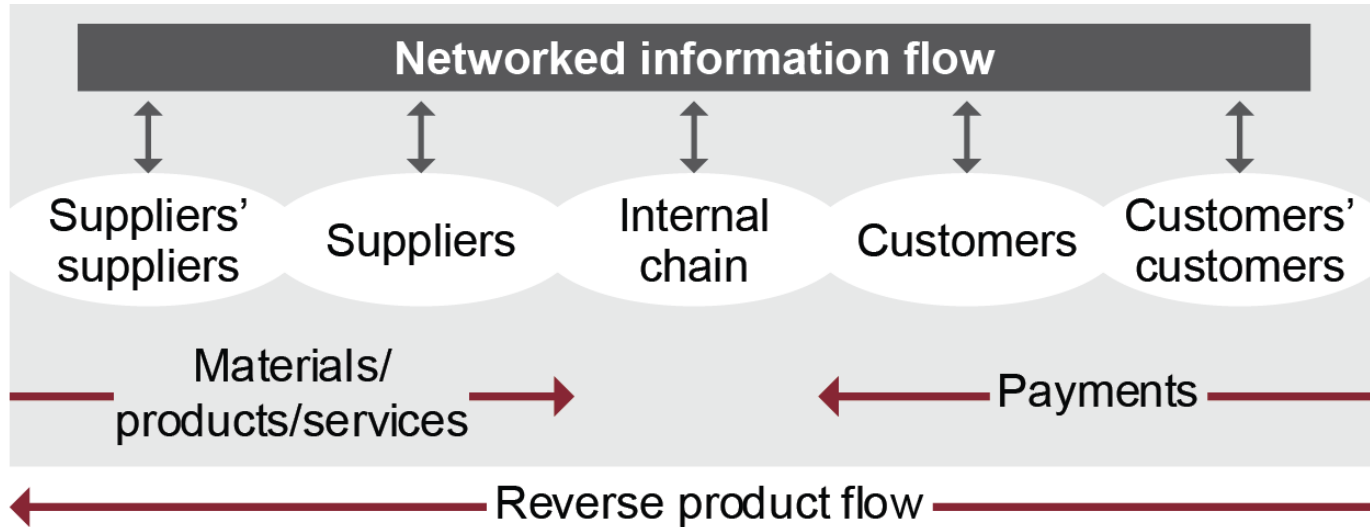 Networked information flow
Suppliers’
suppliers
Suppliers
Internal
chain
Customers
Customers’
customers
Materials/
products/services
Payments
Reverse product flow